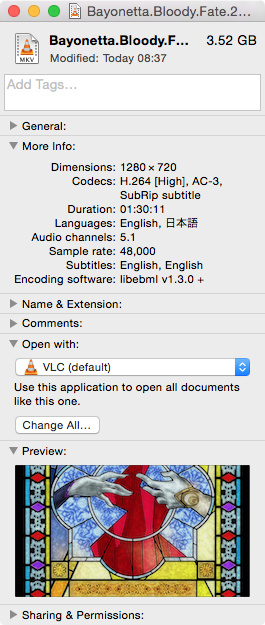 Bayonetta.Bloody.Fate.2...
MKV
Bayonetta.Bloody.F... 3.52 GB
Modified: Today 08:37
Add Tags...
General:
More Info:
Dimensions: 1280 × 720
Codecs: H.264 [High], AC-3,
SubRip subtitle
Duration: 01:30:11
Languages: English, 日本語
Audio channels: 5.1
Sample rate: 48,000
Subtitles: English, English
Encoding software: libebml v1.3.0 +
Name & Extension:
Comments:
Open with:
VLC (default)
Use this application to open all documents
like this one.
Change All...
Preview:
Sharing & Permissions: